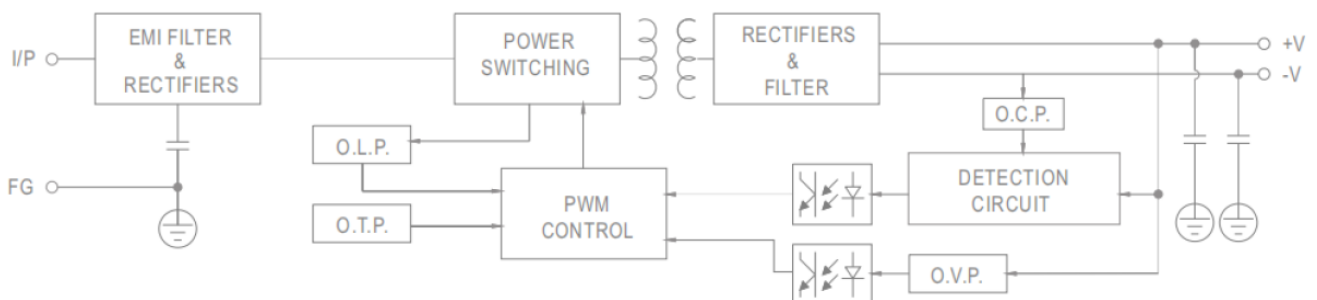 I/P
EMI FILTER
&
RECTIFIERS
POWER
SWITCHING
RECTIFIERS
&
FILTER
+V
-V
O.C.P.
O.L.P.
FG
PWM
CONTROL
DETECTION
CIRCUIT
O.T.P.
O.V.P.